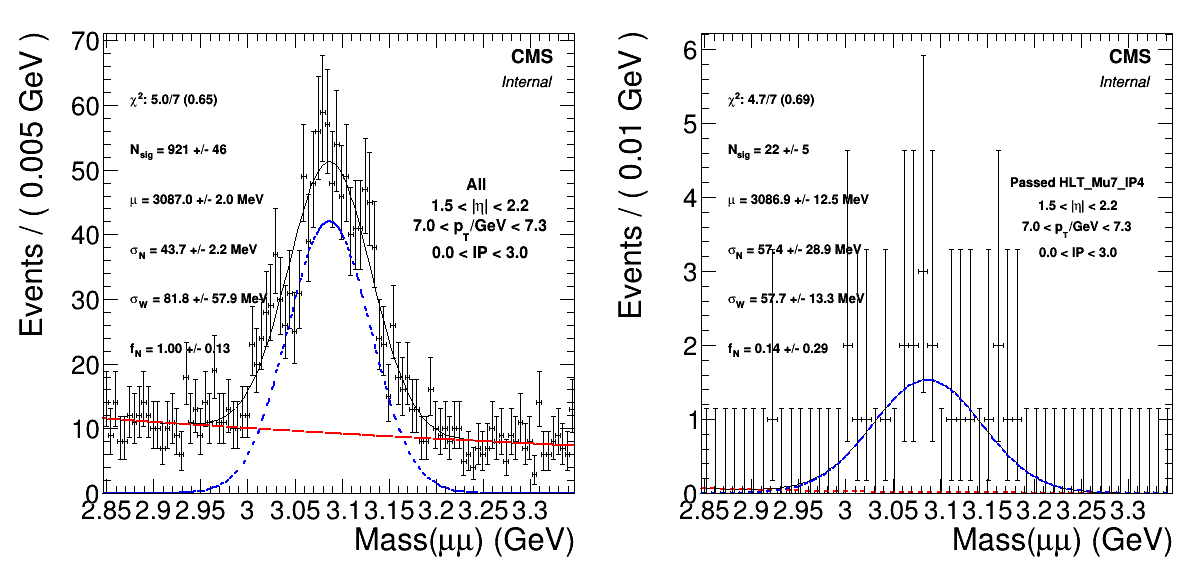 Events / ( 0.005 GeV )
70
60
50
40
30
20
10
0
CMS
Internal
χ²: 5.0/7 (0.65)
N_sig = 921 +/- 46
μ = 3087.0 +/- 2.0 MeV
σ_N = 43.7 +/- 2.2 MeV
σ_W = 81.8 +/- 57.9 MeV
f_N = 1.00 +/- 0.13
All
1.5 < |η| < 2.2
7.0 < p_T/GeV < 7.3
0.0 < IP < 3.0
2.85 2.9 2.95 3 3.05 3.1 3.15 3.2 3.25 3.3
Mass(μμ) (GeV)
Events / ( 0.01 GeV )
6
5
4
3
2
1
0
CMS
Internal
χ²: 4.7/7 (0.69)
N_sig = 22 +/- 5
μ = 3086.9 +/- 12.5 MeV
σ_N = 57.4 +/- 28.9 MeV
σ_W = 57.7 +/- 13.3 MeV
f_N = 0.14 +/- 0.29
Passed HLT_Mu7_IP4
1.5 < |η| < 2.2
7.0 < p_T/GeV < 7.3
0.0 < IP < 3.0
2.85 2.9 2.95 3 3.05 3.1 3.15 3.2 3.25 3.3
Mass(μμ) (GeV)